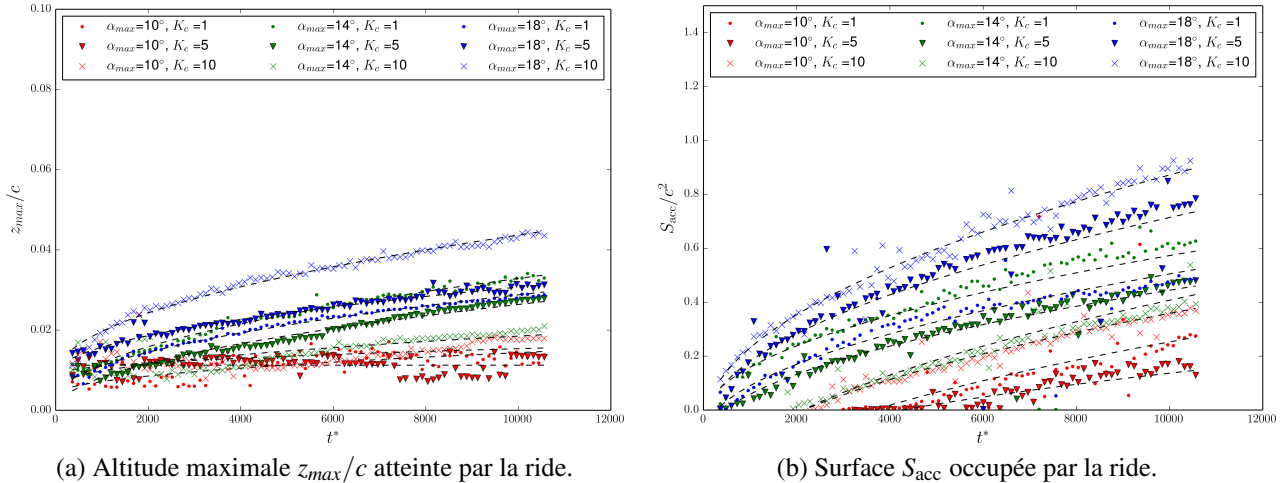 α_max=10°, K_c =1
α_max=14°, K_c =1
α_max=18°, K_c =1
α_max=10°, K_c =5
α_max=14°, K_c =5
α_max=18°, K_c =5
α_max=10°, K_c =10
α_max=14°, K_c =10
α_max=18°, K_c =10
0.10
0.08
0.06
0.04
0.02
0.00
z_max/c
0 2000 4000 6000 8000 10000 12000
t*
(a) Altitude maximale z_max/c atteinte par la ride.
α_max=10°, K_c =1
α_max=14°, K_c =1
α_max=18°, K_c =1
α_max=10°, K_c =5
α_max=14°, K_c =5
α_max=18°, K_c =5
α_max=10°, K_c =10
α_max=14°, K_c =10
α_max=18°, K_c =10
1.4
1.2
1.0
0.8
0.6
0.4
0.2
0.0
S_acc/c²
0 2000 4000 6000 8000 10000 12000
t*
(b) Surface S_acc occupée par la ride.